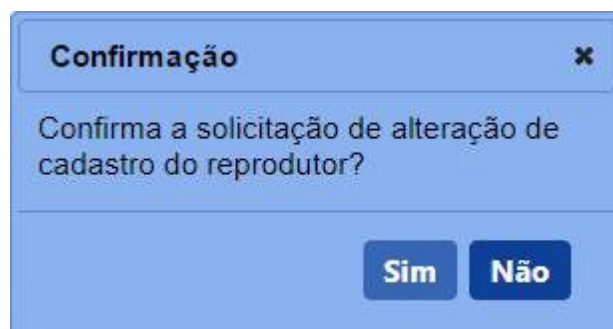 Confirmação
Confirma a solicitação de alteração de
cadastro do reprodutor?
Sim Não